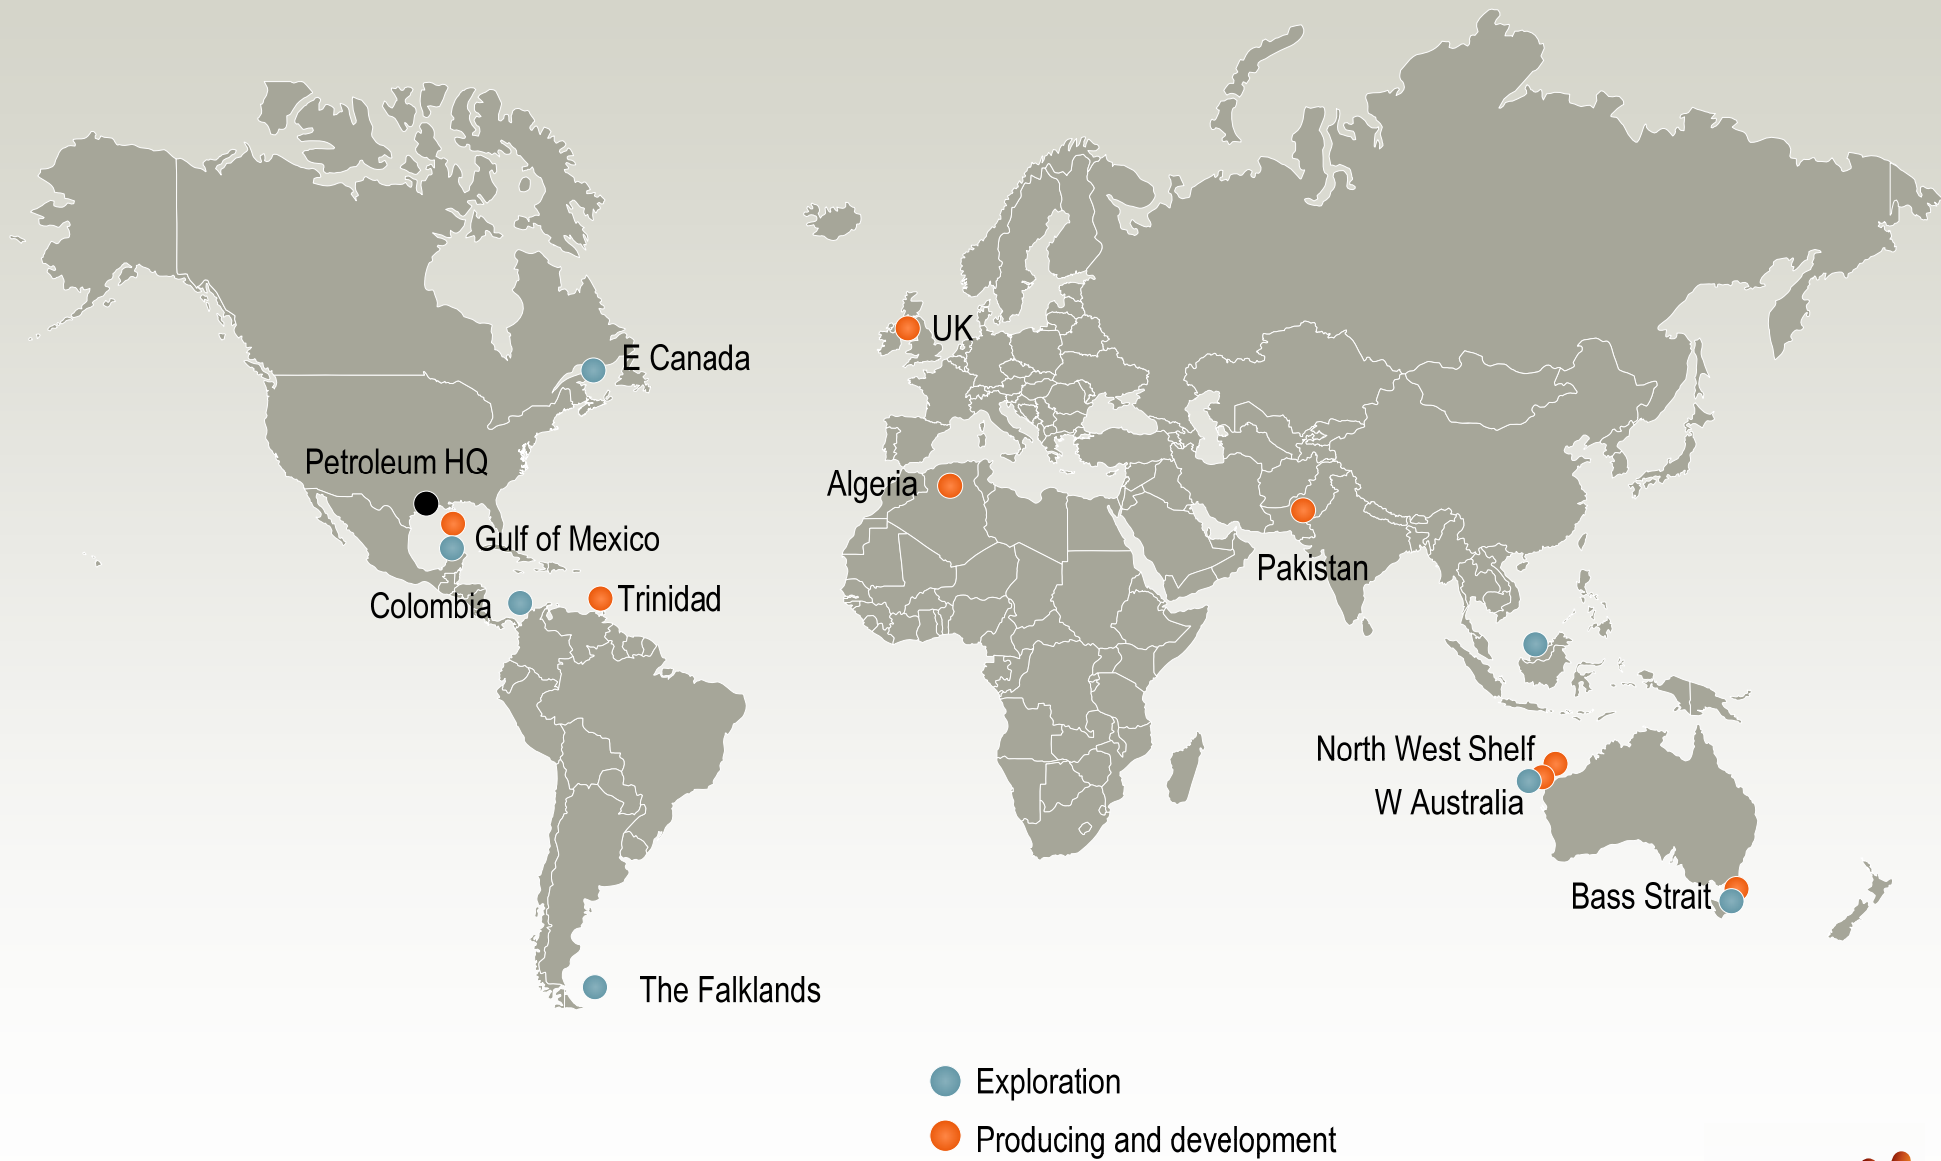 UK
E Canada
Petroleum HQ
Algeria
Gulf of Mexico
Pakistan
Colombia
Trinidad
North West Shelf
W Australia
Bass Strait
The Falklands
Exploration
Producing and development